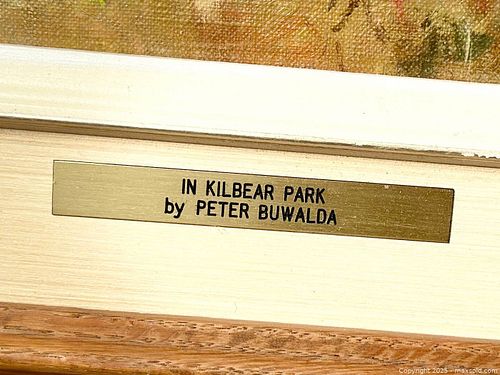 IN KILBEAR PARK
by PETER BUWALDA
Copyright 2025 - maxsold.com